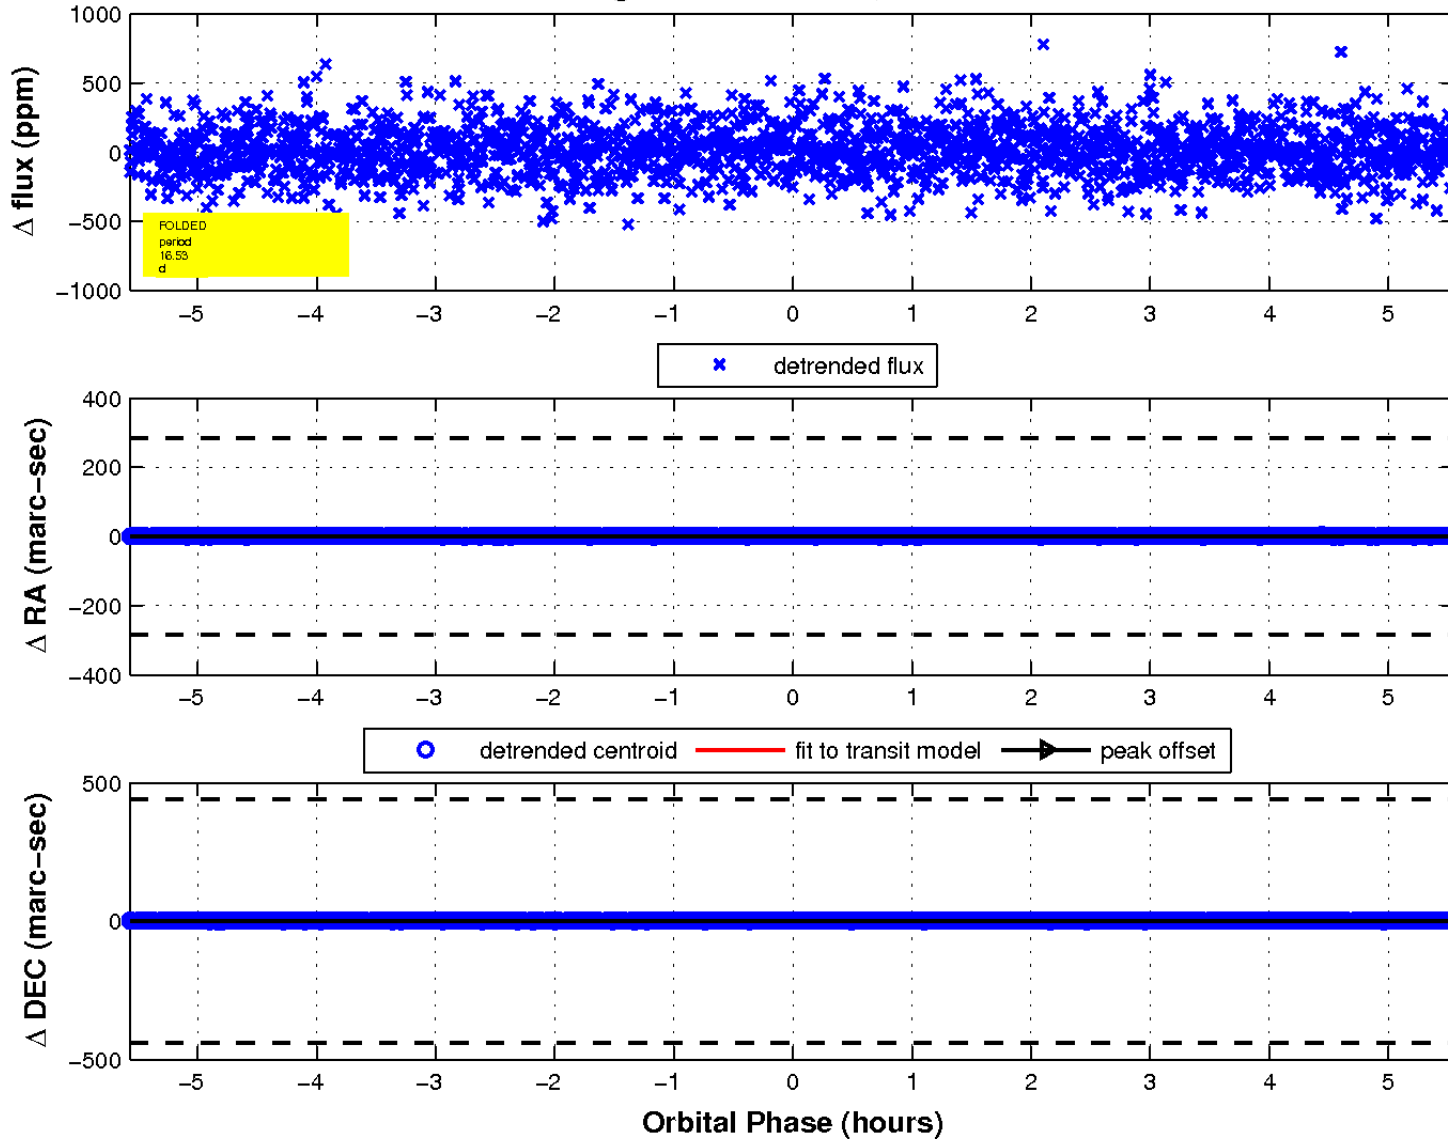 1000
500
0
−500
−1000
Δ flux (ppm)
FOLDED
period
16.53
d
−5 −4 −3 −2 −1 0 1 2 3 4 5
detrended flux
400
200
0
−200
−400
Δ RA (marc−sec)
−5 −4 −3 −2 −1 0 1 2 3 4 5
detrended centroid fit to transit model peak offset
500
0
−500
Δ DEC (marc−sec)
−5 −4 −3 −2 −1 0 1 2 3 4 5
Orbital Phase (hours)